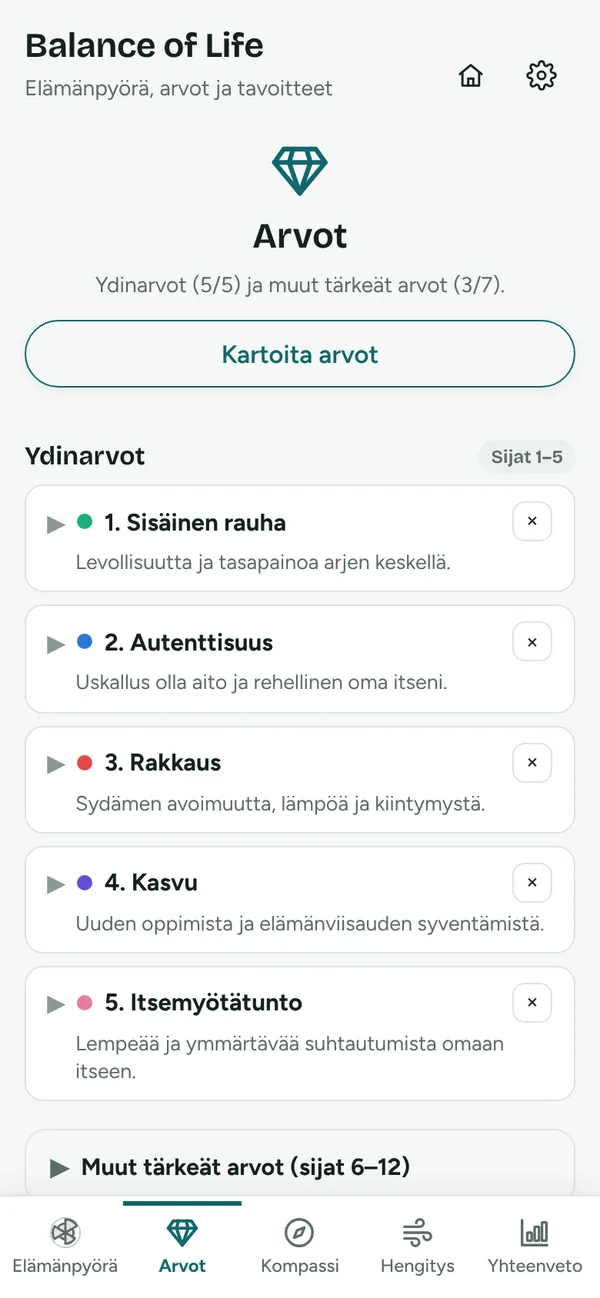 Balance of Life
Elämänpyörä, arvot ja tavoitteet
Arvot
Ydinarvot (5/5) ja muut tärkeät arvot (3/7).
Kartoita arvot
Ydinarvot
Sijat 1–5
1. Sisäinen rauha
Levollisuutta ja tasapainoa arjen keskellä.
2. Autenttisuus
Uskallus olla aito ja rehellinen oma itseni.
3. Rakkaus
Sydämen avoimuutta, lämpöä ja kiintymystä.
4. Kasvu
Uuden oppimista ja elämänviisauden syventämistä.
5. Itsemyötätunto
Lempeää ja ymmärtävää suhtautumista omaan
itseen.
Muut tärkeät arvot (sijat 6–12)
Elämänpyörä
Arvot
Kompassi
Hengitys
Yhteenveto